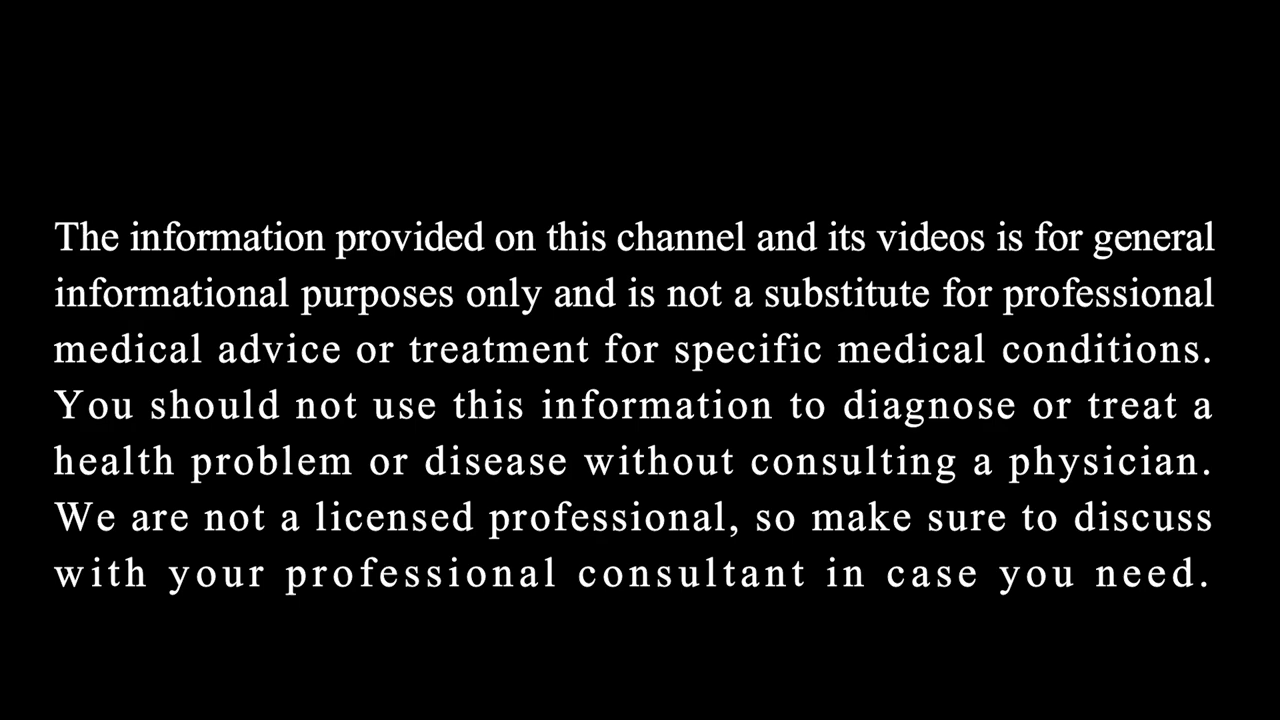 The information provided on this channel and its videos is for general
informational purposes only and is not a substitute for professional
medical advice or treatment for specific medical conditions.
You should not use this information to diagnose or treat a
health problem or disease without consulting a physician.
We are not a licensed professional, so make sure to discuss
with your professional consultant in case you need.